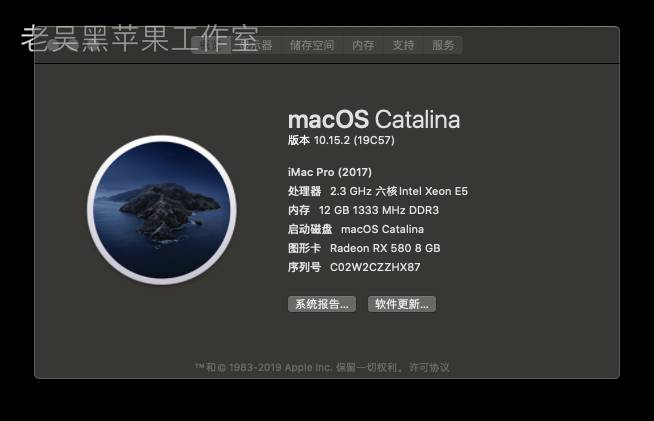 老吴黑苹果工作室
显示器 储存空间 内存 支持 服务
macOS Catalina
版本 10.15.2 (19C57)
iMac Pro (2017)
处理器 2.3 GHz 六核Intel Xeon E5
内存 12 GB 1333 MHz DDR3
启动磁盘 macOS Catalina
图形卡 Radeon RX 580 8 GB
序列号 C02W2CZZHX87
系统报告... 软件更新...
™和© 1983-2019 Apple Inc. 保留一切权利。许可协议